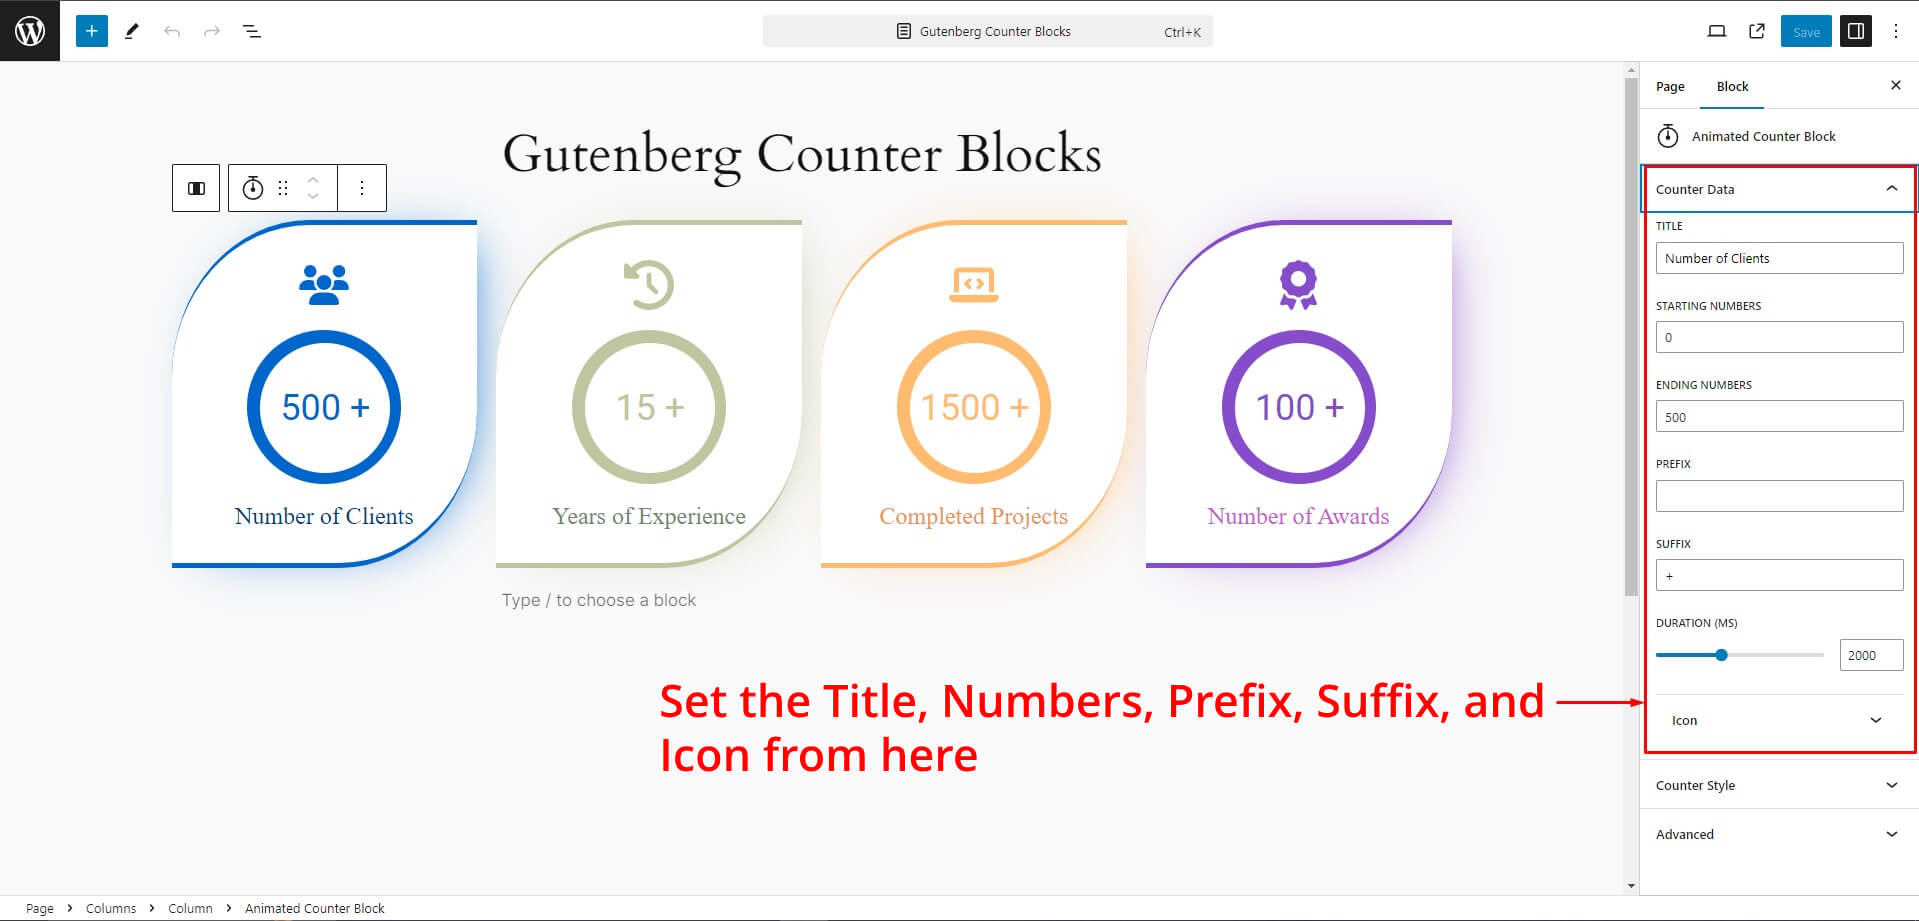 Gutenberg Counter Blocks
Ctrl+K
Save
Page
Block
Animated Counter Block
Gutenberg Counter Blocks
500 +
Number of Clients
15 +
Years of Experience
1500 +
Completed Projects
100 +
Number of Awards
Type / to choose a block
Set the Title, Numbers, Prefix, Suffix, and
Icon from here
Counter Data
TITLE
Number of Clients
STARTING NUMBERS
0
ENDING NUMBERS
500
PREFIX
SUFFIX
+
DURATION (MS)
2000
Icon
Counter Style
Advanced
Page > Columns > Column > Animated Counter Block